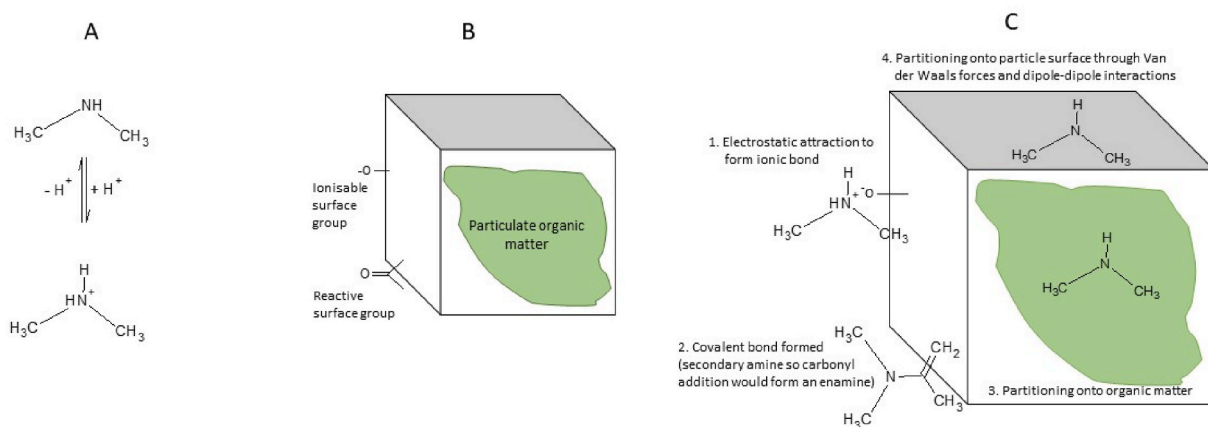 A
NH
H₃C
CH₃
- H⁺
+ H⁺
H
HN⁺
H₃C
CH₃
B
-O
Ionisable
surface
group
Particulate organic
matter
O
Reactive
surface group
C
4. Partitioning onto particle surface through Van
der Waals forces and dipole-dipole interactions
H
N
H₃C
CH₃
1. Electrostatic attraction to
form ionic bond
H
HN⁺
⁻O
H₃C
CH₃
H
N
H₃C
CH₃
2. Covalent bond formed
(secondary amine so carbonyl
addition would form an enamine)
H₃C
CH₂
N
CH₃
H₃C
3. Partitioning onto organic matter